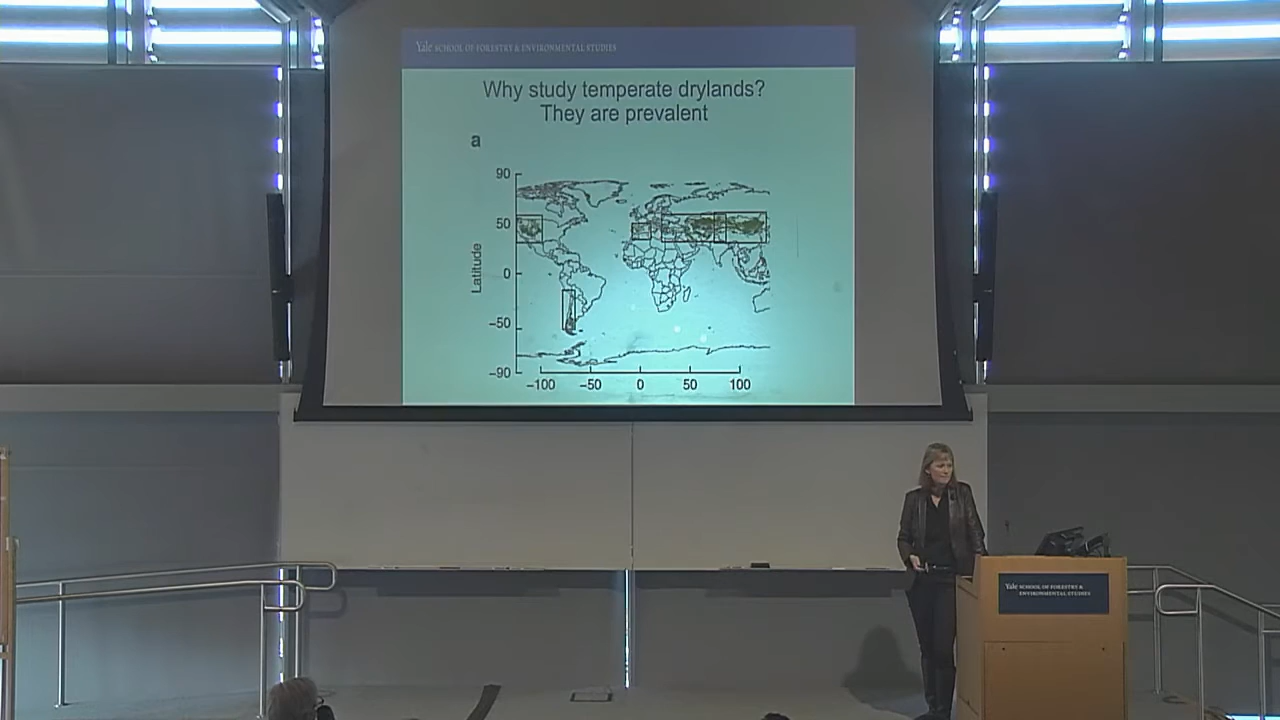 Yale SCHOOL OF FORESTRY & ENVIRONMENTAL STUDIES
Why study temperate drylands?
They are prevalent
a
90
50
0
−50
−90
Latitude
−100 −50 0 50 100
Yale SCHOOL OF FORESTRY &
ENVIRONMENTAL STUDIES